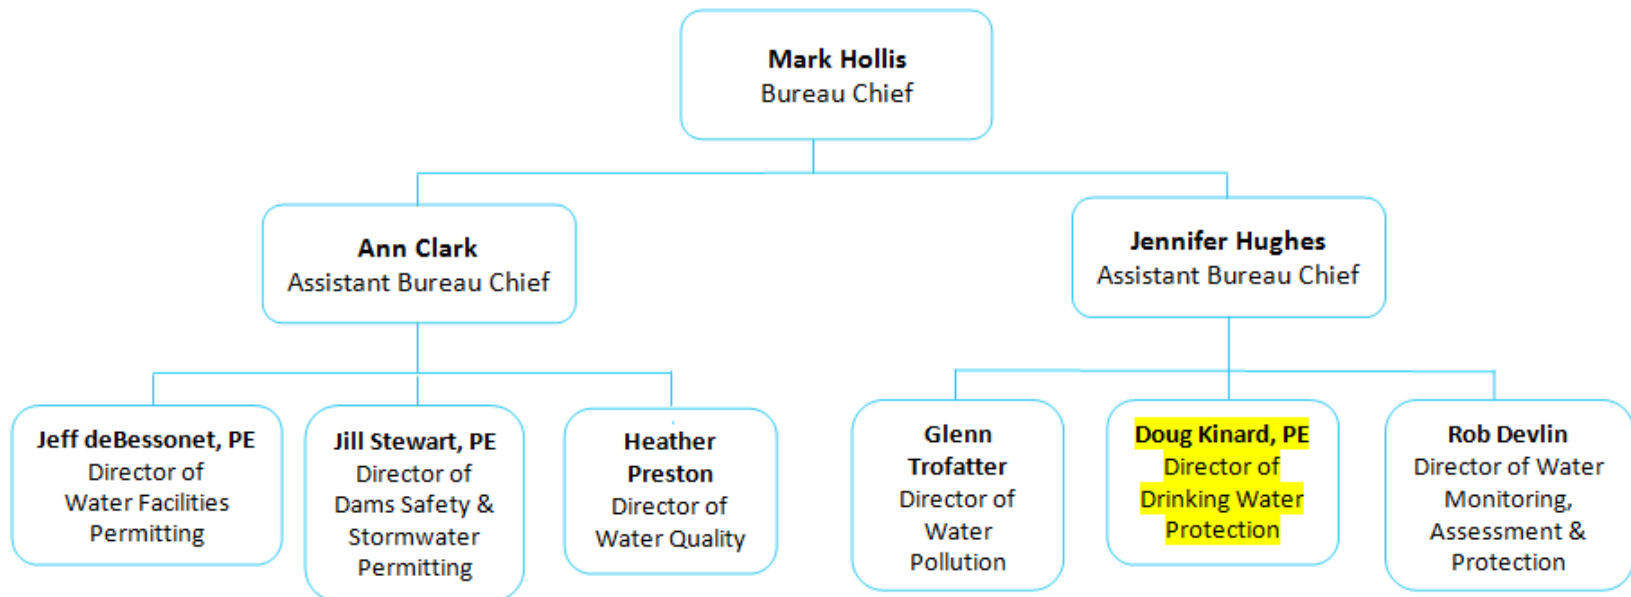 Mark Hollis
Bureau Chief
Ann Clark
Assistant Bureau Chief
Jennifer Hughes
Assistant Bureau Chief
Jeff deBessonet, PE
Director of
Water Facilities
Permitting
Jill Stewart, PE
Director of
Dams Safety &
Stormwater
Permitting
Heather
Preston
Director of
Water Quality
Glenn
Trofatter
Director of
Water
Pollution
Doug Kinard, PE
Director of
Drinking Water
Protection
Rob Devlin
Director of Water
Monitoring,
Assessment &
Protection